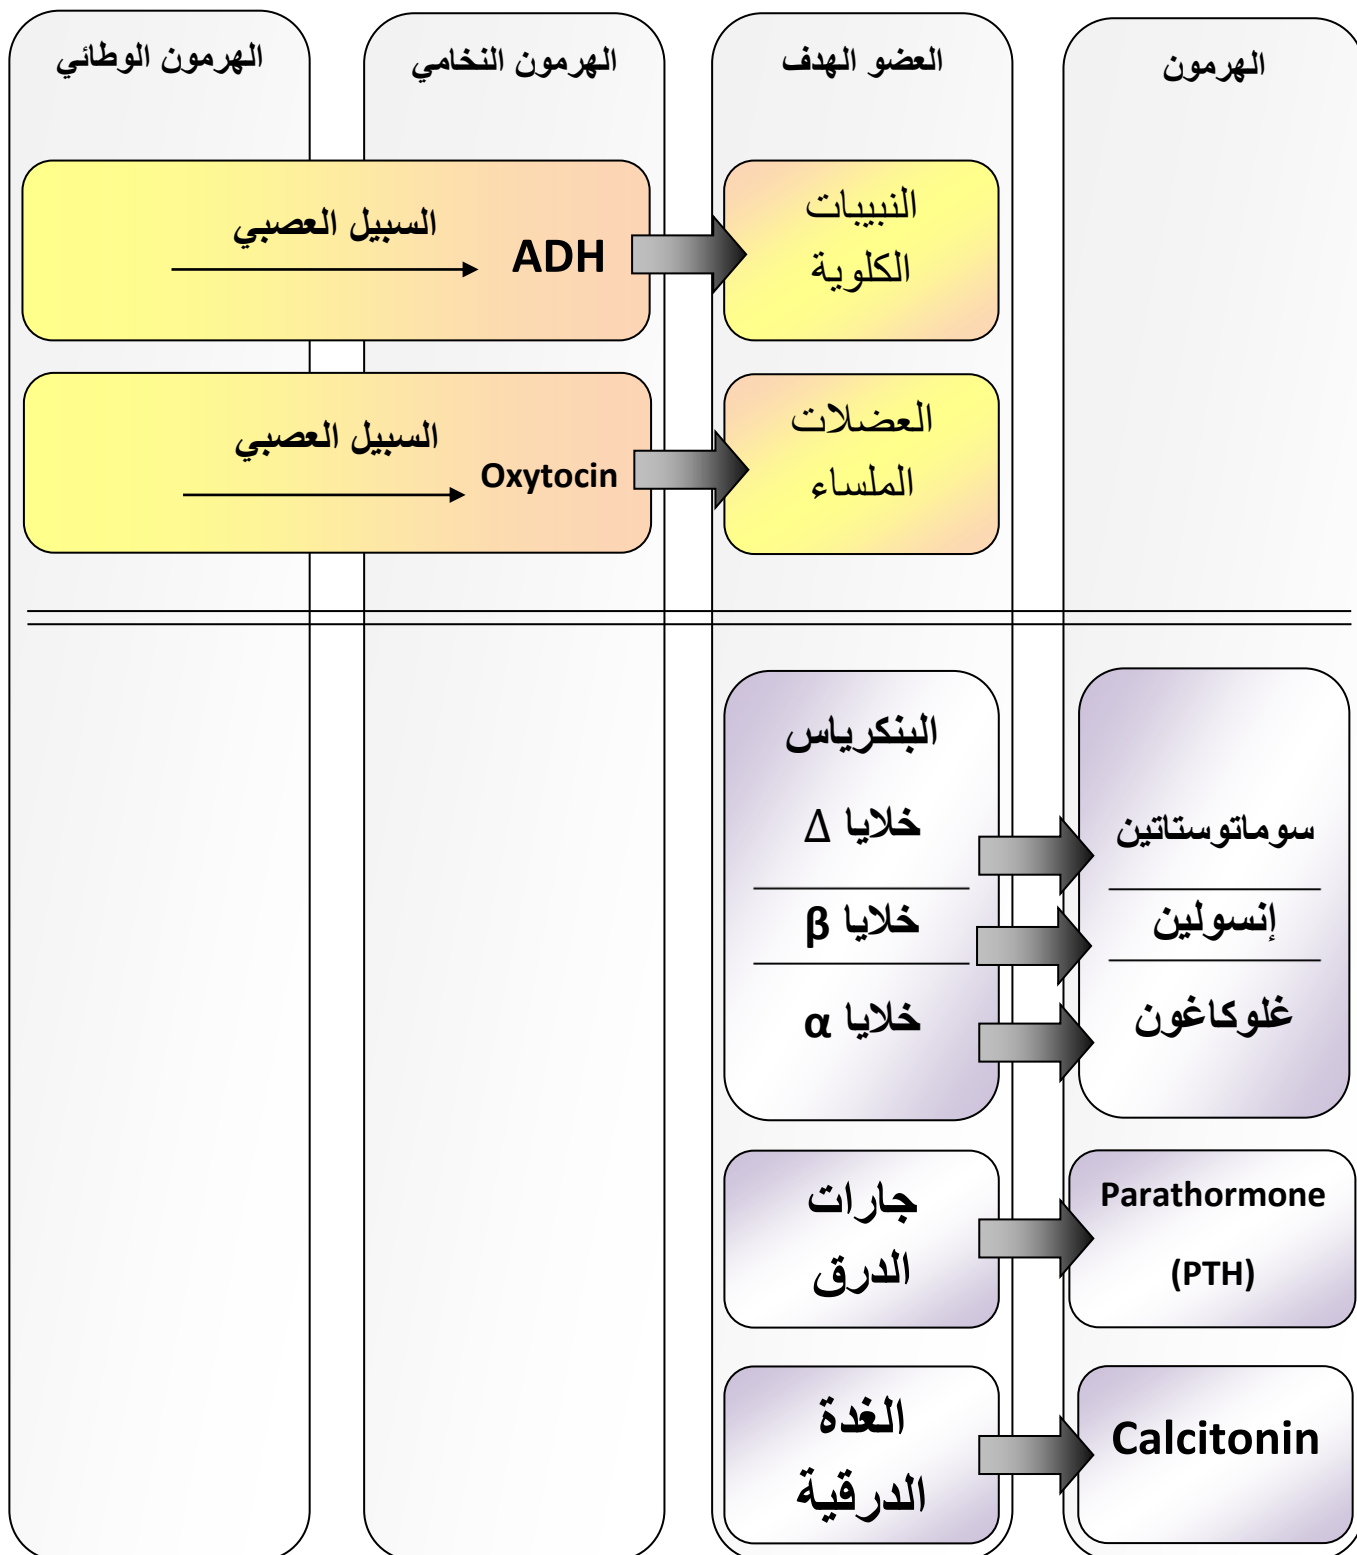 الهرمون الوطائي
الهرمون النخامي
العضو الهدف
الهرمون
السبيل العصبي
ADH
النبيبات
الكلوية
السبيل العصبي
Oxytocin
العضلات
الملساء
البنكرياس
خلايا Δ
سوماتوستاتين
خلايا β
إنسولين
خلايا α
غلوكاغون
جارات
الدرق
Parathormone
(PTH)
الغدة
الدرقية
Calcitonin